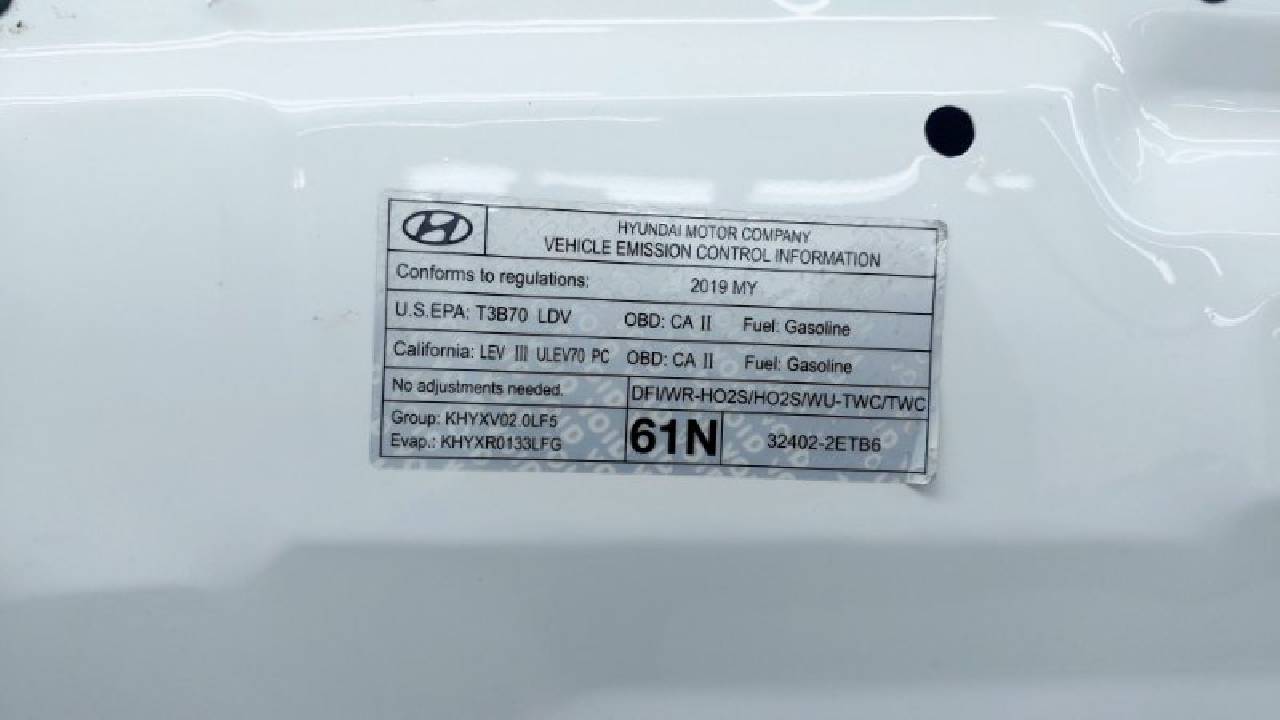 HYUNDAI MOTOR COMPANY
VEHICLE EMISSION CONTROL INFORMATION
Conforms to regulations: 2019 MY
U.S.EPA: T3B70 LDV OBD: CA II Fuel: Gasoline
California: LEV III ULEV70 PC OBD: CA II Fuel: Gasoline
No adjustments needed. DFI/WR-HO2S/HO2S/WU-TWC/TWC
Group: KHYXV02.0LF5
Evap.: KHYXR0133LFG
61N 32402-2ETB6